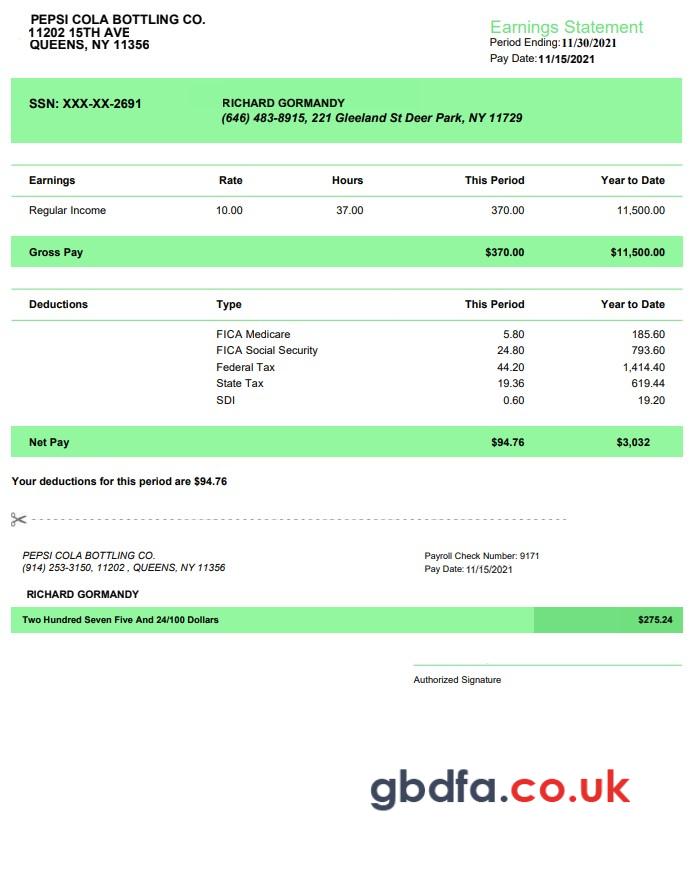 PEPSI COLA BOTTLING CO.
11202 15TH AVE
QUEENS, NY 11356
Earnings Statement
Period Ending: 11/30/2021
Pay Date: 11/15/2021
SSN: XXX-XX-2691
RICHARD GORMANDY
(646) 483-8915, 221 Gleeland St Deer Park, NY 11729
Earnings Rate Hours This Period Year to Date
Regular Income 10.00 37.00 370.00 11,500.00
Gross Pay $370.00 $11,500.00
Deductions Type This Period Year to Date
FICA Medicare 5.80 185.60
FICA Social Security 24.80 793.60
Federal Tax 44.20 1,414.40
State Tax 19.36 619.44
SDI 0.60 19.20
Net Pay $94.76 $3,032
Your deductions for this period are $94.76
PEPSI COLA BOTTLING CO.
(914) 253-3150, 11202 , QUEENS, NY 11356
Payroll Check Number: 9171
Pay Date: 11/15/2021
RICHARD GORMANDY
Two Hundred Seven Five And 24/100 Dollars $275.24
Authorized Signature
gbdfa.co.uk